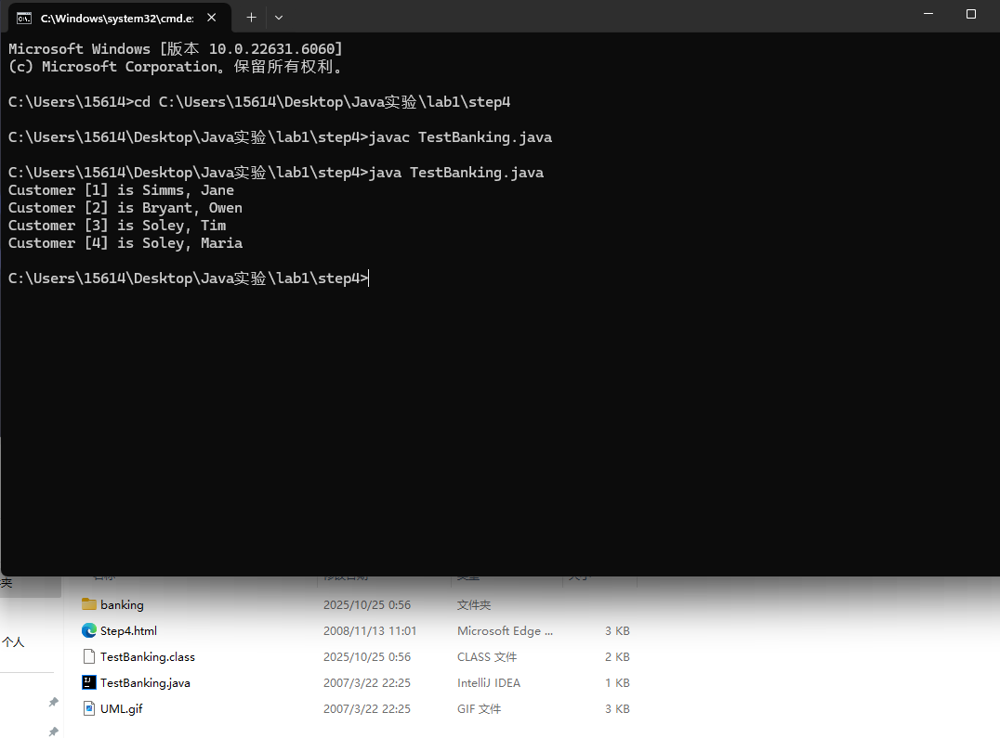 C:\Windows\system32\cmd.e:
Microsoft Windows [版本 10.0.22631.6060]
(c) Microsoft Corporation。保留所有权利。
C:\Users\15614>cd C:\Users\15614\Desktop\Java实验\lab1\step4
C:\Users\15614\Desktop\Java实验\lab1\step4>javac TestBanking.java
C:\Users\15614\Desktop\Java实验\lab1\step4>java TestBanking.java
Customer [1] is Simms, Jane
Customer [2] is Bryant, Owen
Customer [3] is Soley, Tim
Customer [4] is Soley, Maria
C:\Users\15614\Desktop\Java实验\lab1\step4>
夹
个人
banking 2025/10/25 0:56 文件夹
Step4.html 2008/11/13 11:01 Microsoft Edge ... 3 KB
TestBanking.class 2025/10/25 0:56 CLASS 文件 2 KB
TestBanking.java 2007/3/22 22:25 IntelliJ IDEA 1 KB
UML.gif 2007/3/22 22:25 GIF 文件 3 KB